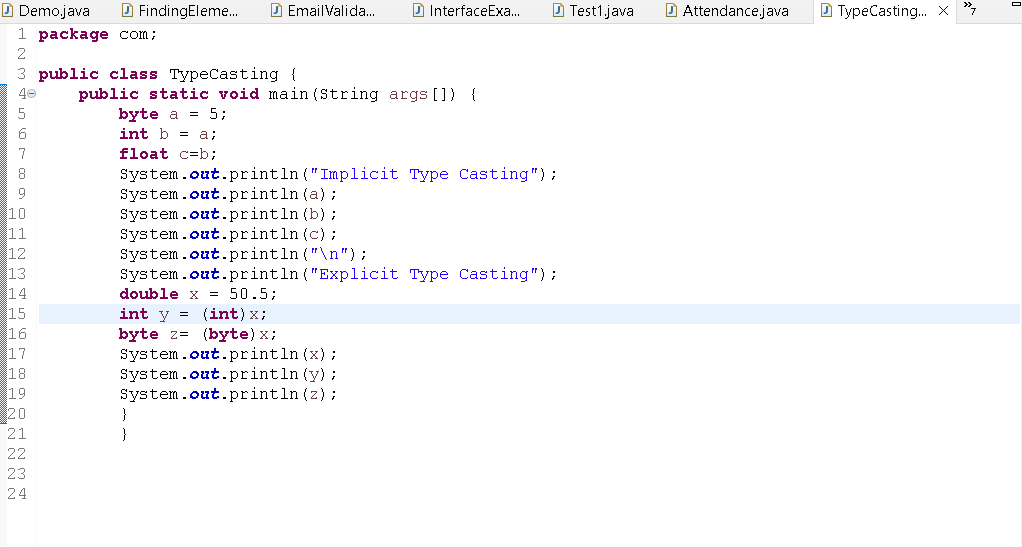 Demo.java FindingEleme... EmailValida... InterfaceExa... Test1.java Attendance.java TypeCasting... »7
1 package com;
2
3 public class TypeCasting {
4 public static void main(String args[]) {
5 byte a = 5;
6 int b = a;
7 float c=b;
8 System.out.println("Implicit Type Casting");
9 System.out.println(a);
10 System.out.println(b);
11 System.out.println(c);
12 System.out.println("\n");
13 System.out.println("Explicit Type Casting");
14 double x = 50.5;
15 int y = (int)x;
16 byte z= (byte)x;
17 System.out.println(x);
18 System.out.println(y);
19 System.out.println(z);
20 }
21 }
22
23
24